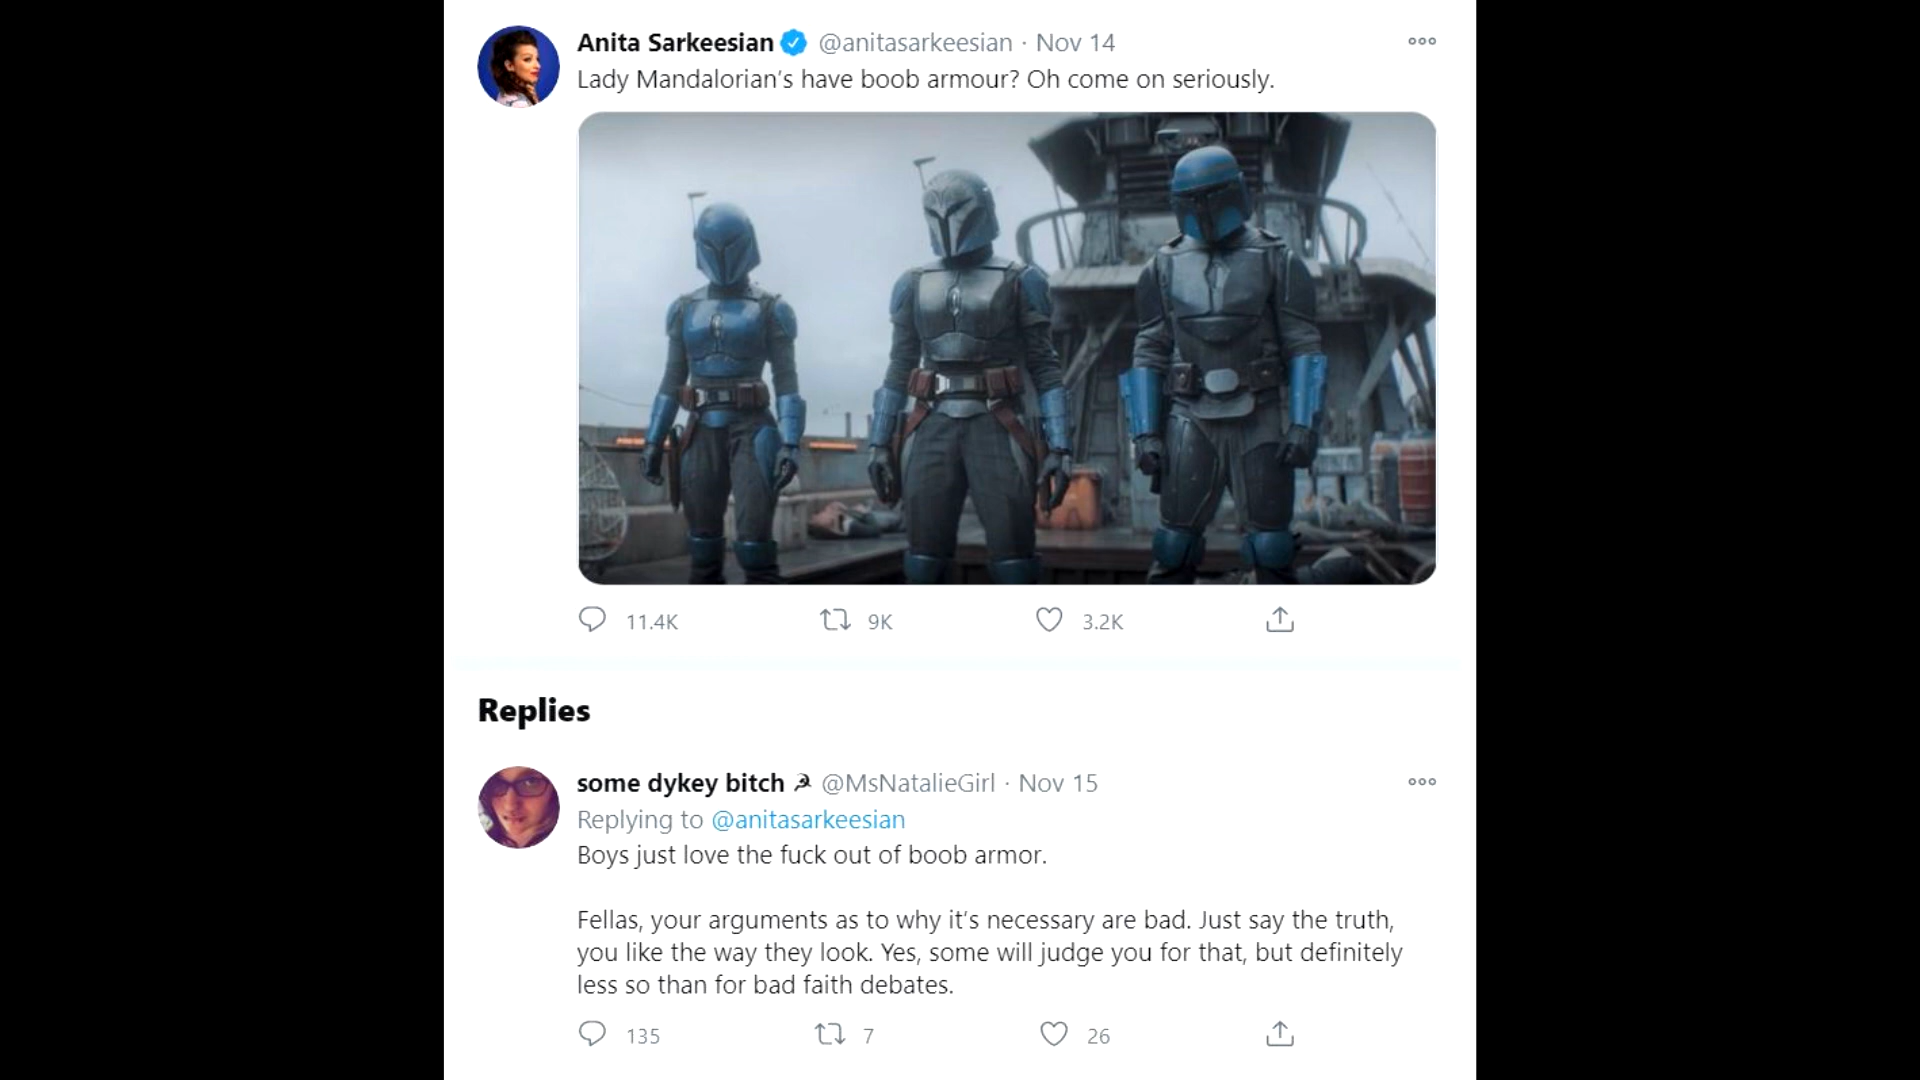 Anita Sarkeesian @anitasarkeesian · Nov 14
Lady Mandalorian's have boob armour? Oh come on seriously.
11.4K 9K 3.2K
Replies
some dykey bitch ☭ @MsNatalieGirl · Nov 15
Replying to @anitasarkeesian
Boys just love the fuck out of boob armor.
Fellas, your arguments as to why it's necessary are bad. Just say the truth,
you like the way they look. Yes, some will judge you for that, but definitely
less so than for bad faith debates.
135 7 26